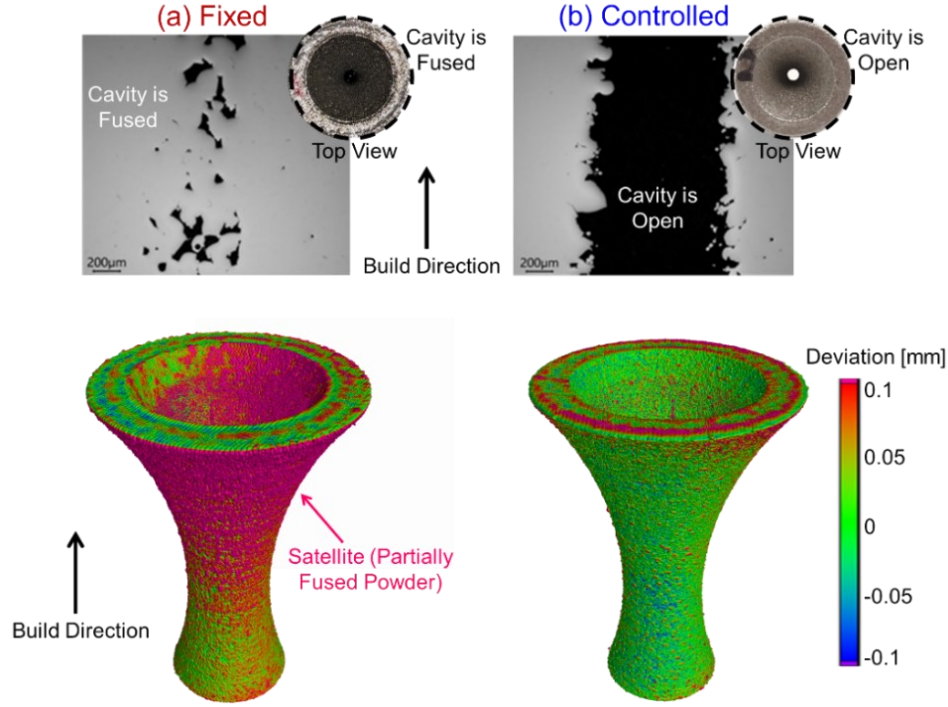 (a) Fixed
(b) Controlled
Cavity is
Fused
Cavity is
Fused
Top View
200μm
Build Direction
Cavity is
Open
Cavity is
Open
Top View
200μm
Deviation [mm]
0.1
0.05
0
-0.05
-0.1
Satellite (Partially
Fused Powder)
Build Direction